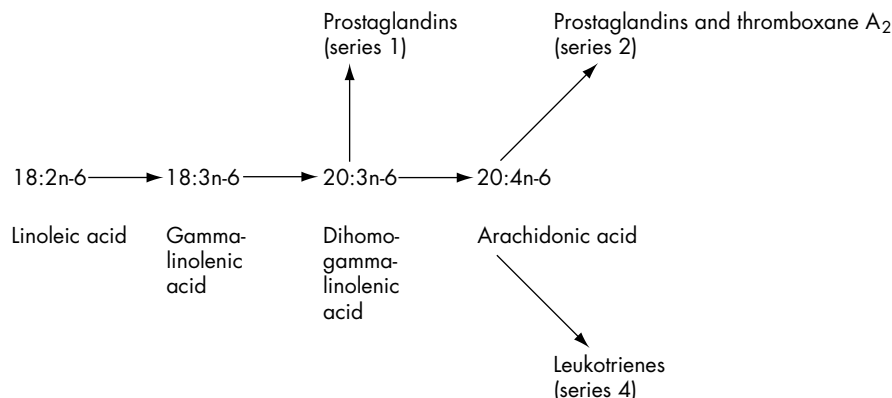 Prostaglandins
(series 1)
Prostaglandins and thromboxane A2
(series 2)
18:2n-6
18:3n-6
20:3n-6
20:4n-6
Linoleic acid
Gamma-
linolenic
acid
Dihomo-
gamma-
linolenic
acid
Arachidonic acid
Leukotrienes
(series 4)